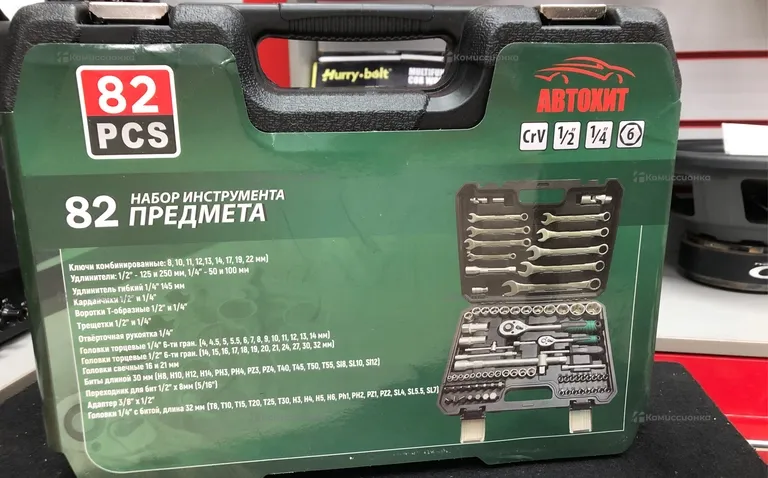 Комиссионка
Hurry-bolt
MULTIFU
COB W
Комиссионка
82
PCS
АВТОХИТ
CrV 1/2" 1/4" 6
Комиссионка
82 НАБОР ИНСТРУМЕНТА
ПРЕДМЕТА
Ключи комбинированные: 8, 10, 11, 12,13, 14, 17, 19, 22 мм)
Удлинители: 1/2" - 125 и 250 мм, 1/4" - 50 и 100 мм
Удлинитель гибкий 1/4" 145 мм
Карданчики 1/2" и 1/4"
Воротки Т-образные 1/2" и 1/4"
Трещетки 1/2" и 1/4"
Отвёрточная рукоятка 1/4"
Головки торцевые 1/4" 6-ти гран. (4, 4.5, 5, 5.5, 6, 7, 8, 9, 10, 11, 12, 13, 14 мм)
Головки торцевые 1/2" 6-ти гран. (14, 15, 16, 17, 18, 19, 20, 21, 24, 27, 30, 32 мм)
Головки свечные 16 и 21 мм
Биты длиной 30 мм (H8, H10, H12, H14, PH3, PH4, PZ3, PZ4, T40, T45, T50, T55, Sl8, SL10, Sl12)
Переходник для бит 1/2" x 8мм (5/16")
Адаптер 3/8" x 1/2"
Головки 1/4" с битой, длина 32 мм (T8, T10, T15, T20, T25, T30, H3, H4, H5, H6, Ph1, PH2, PZ1, PZ2, SL4, SL5.5, SL7)
Комиссионка